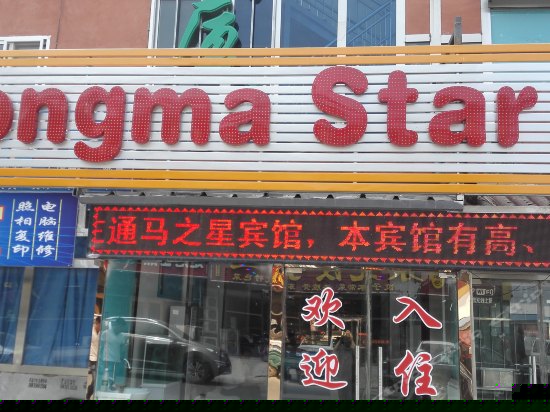 ongma Star
通马之星宾馆，本宾馆有高、
电脑维修
照相复印
欢迎
入住